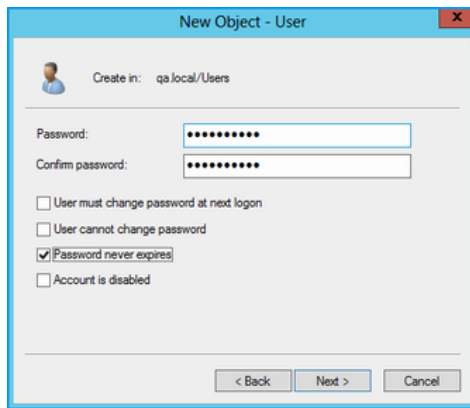 New Object - User
x
Create in: qa.local/Users
Password: ••••••••••
Confirm password: ••••••••••
User must change password at next logon
User cannot change password
Password never expires
Account is disabled
< Back Next > Cancel